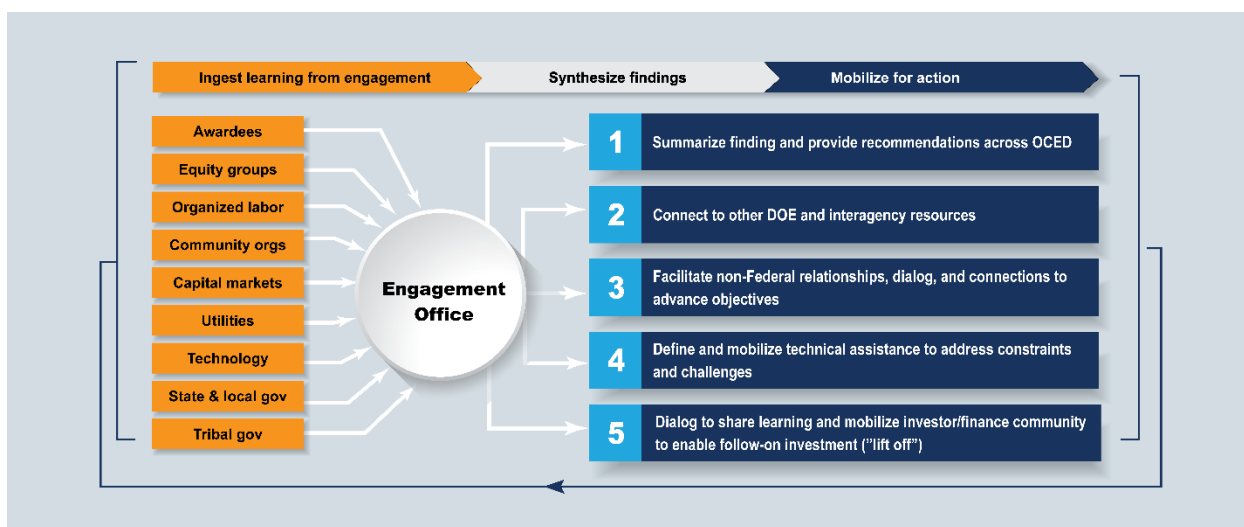 Ingest learning from engagement
Synthesize findings
Mobilize for action
Awardees
Equity groups
Organized labor
Community orgs
Capital markets
Utilities
Technology
State & local gov
Tribal gov
Engagement
Office
1
Summarize finding and provide recommendations across OCED
2
Connect to other DOE and interagency resources
3
Facilitate non-Federal relationships, dialog, and connections to
advance objectives
4
Define and mobilize technical assistance to address constraints
and challenges
5
Dialog to share learning and mobilize investor/finance community
to enable follow-on investment (”lift off”)